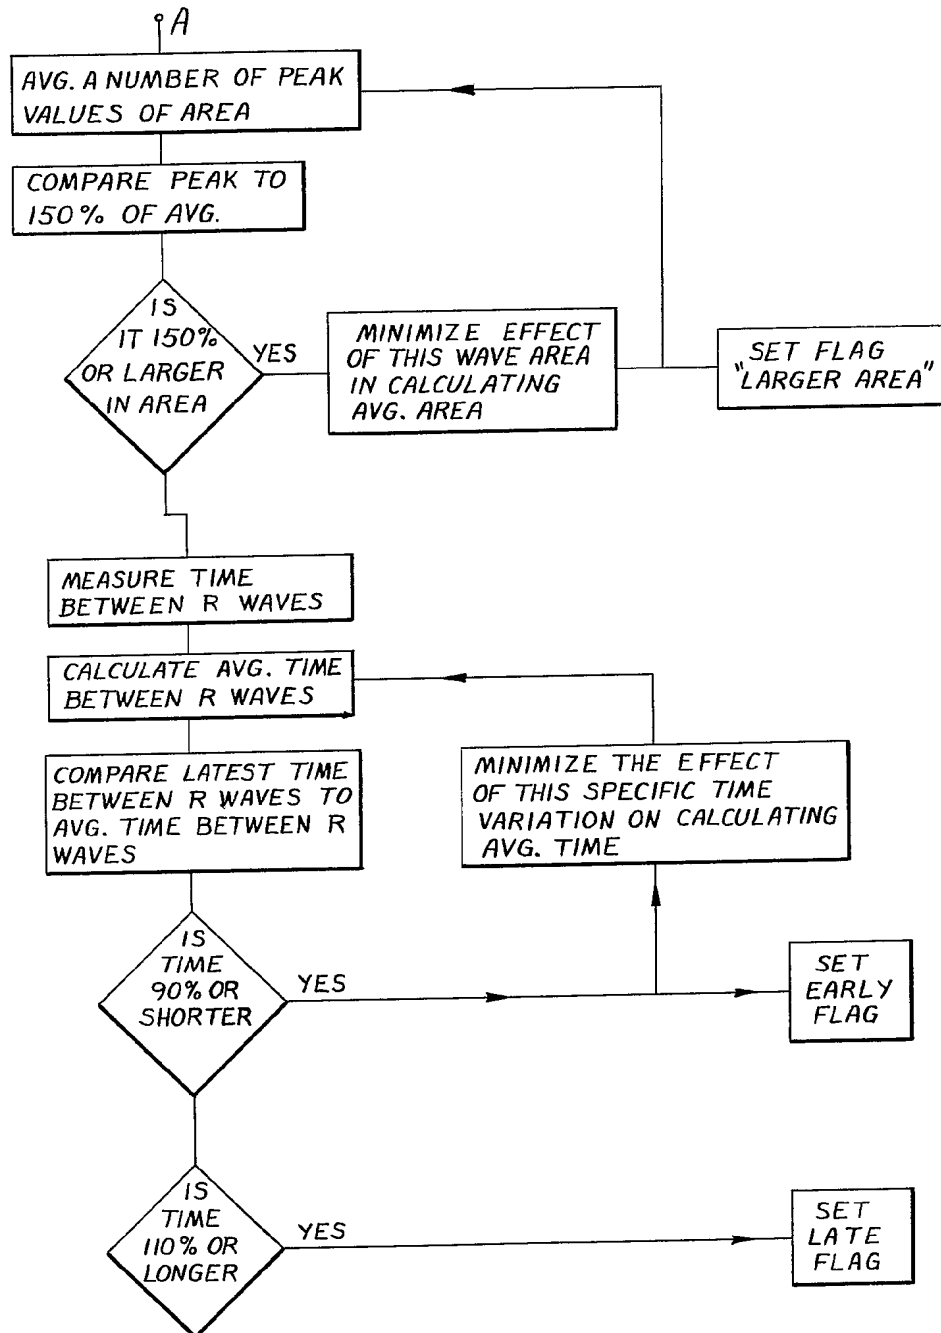 A
AVG. A NUMBER OF PEAK
VALUES OF AREA
COMPARE PEAK TO
150% OF AVG.
IS
IT 150%
OR LARGER
IN AREA
YES
MINIMIZE EFFECT
OF THIS WAVE AREA
IN CALCULATING
AVG. AREA
SET FLAG
"LARGER AREA"
MEASURE TIME
BETWEEN R WAVES
CALCULATE AVG. TIME
BETWEEN R WAVES
COMPARE LATEST TIME
BETWEEN R WAVES TO
AVG. TIME BETWEEN R
WAVES
MINIMIZE THE EFFECT
OF THIS SPECIFIC TIME
VARIATION ON CALCULATING
AVG. TIME
IS
TIME
90% OR
SHORTER
YES
SET
EARLY
FLAG
IS
TIME
110% OR
LONGER
YES
SET
LATE
FLAG